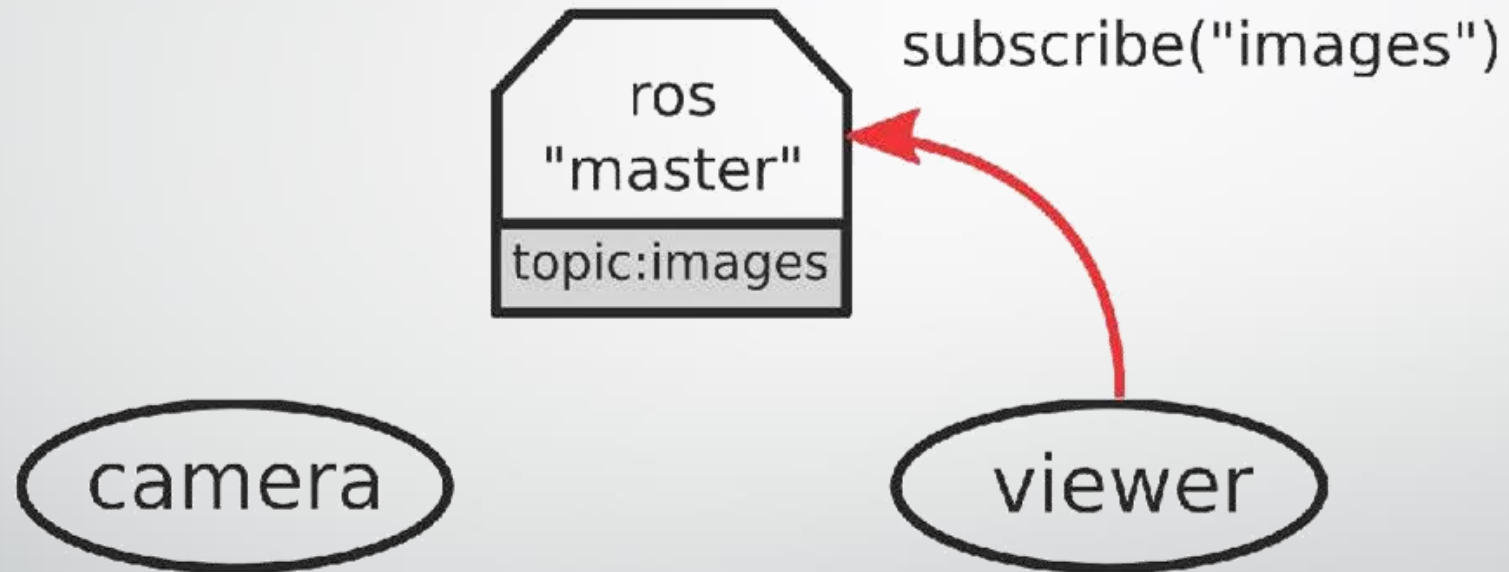 subscribe("images")
ros
"master"
topic:images
camera
viewer